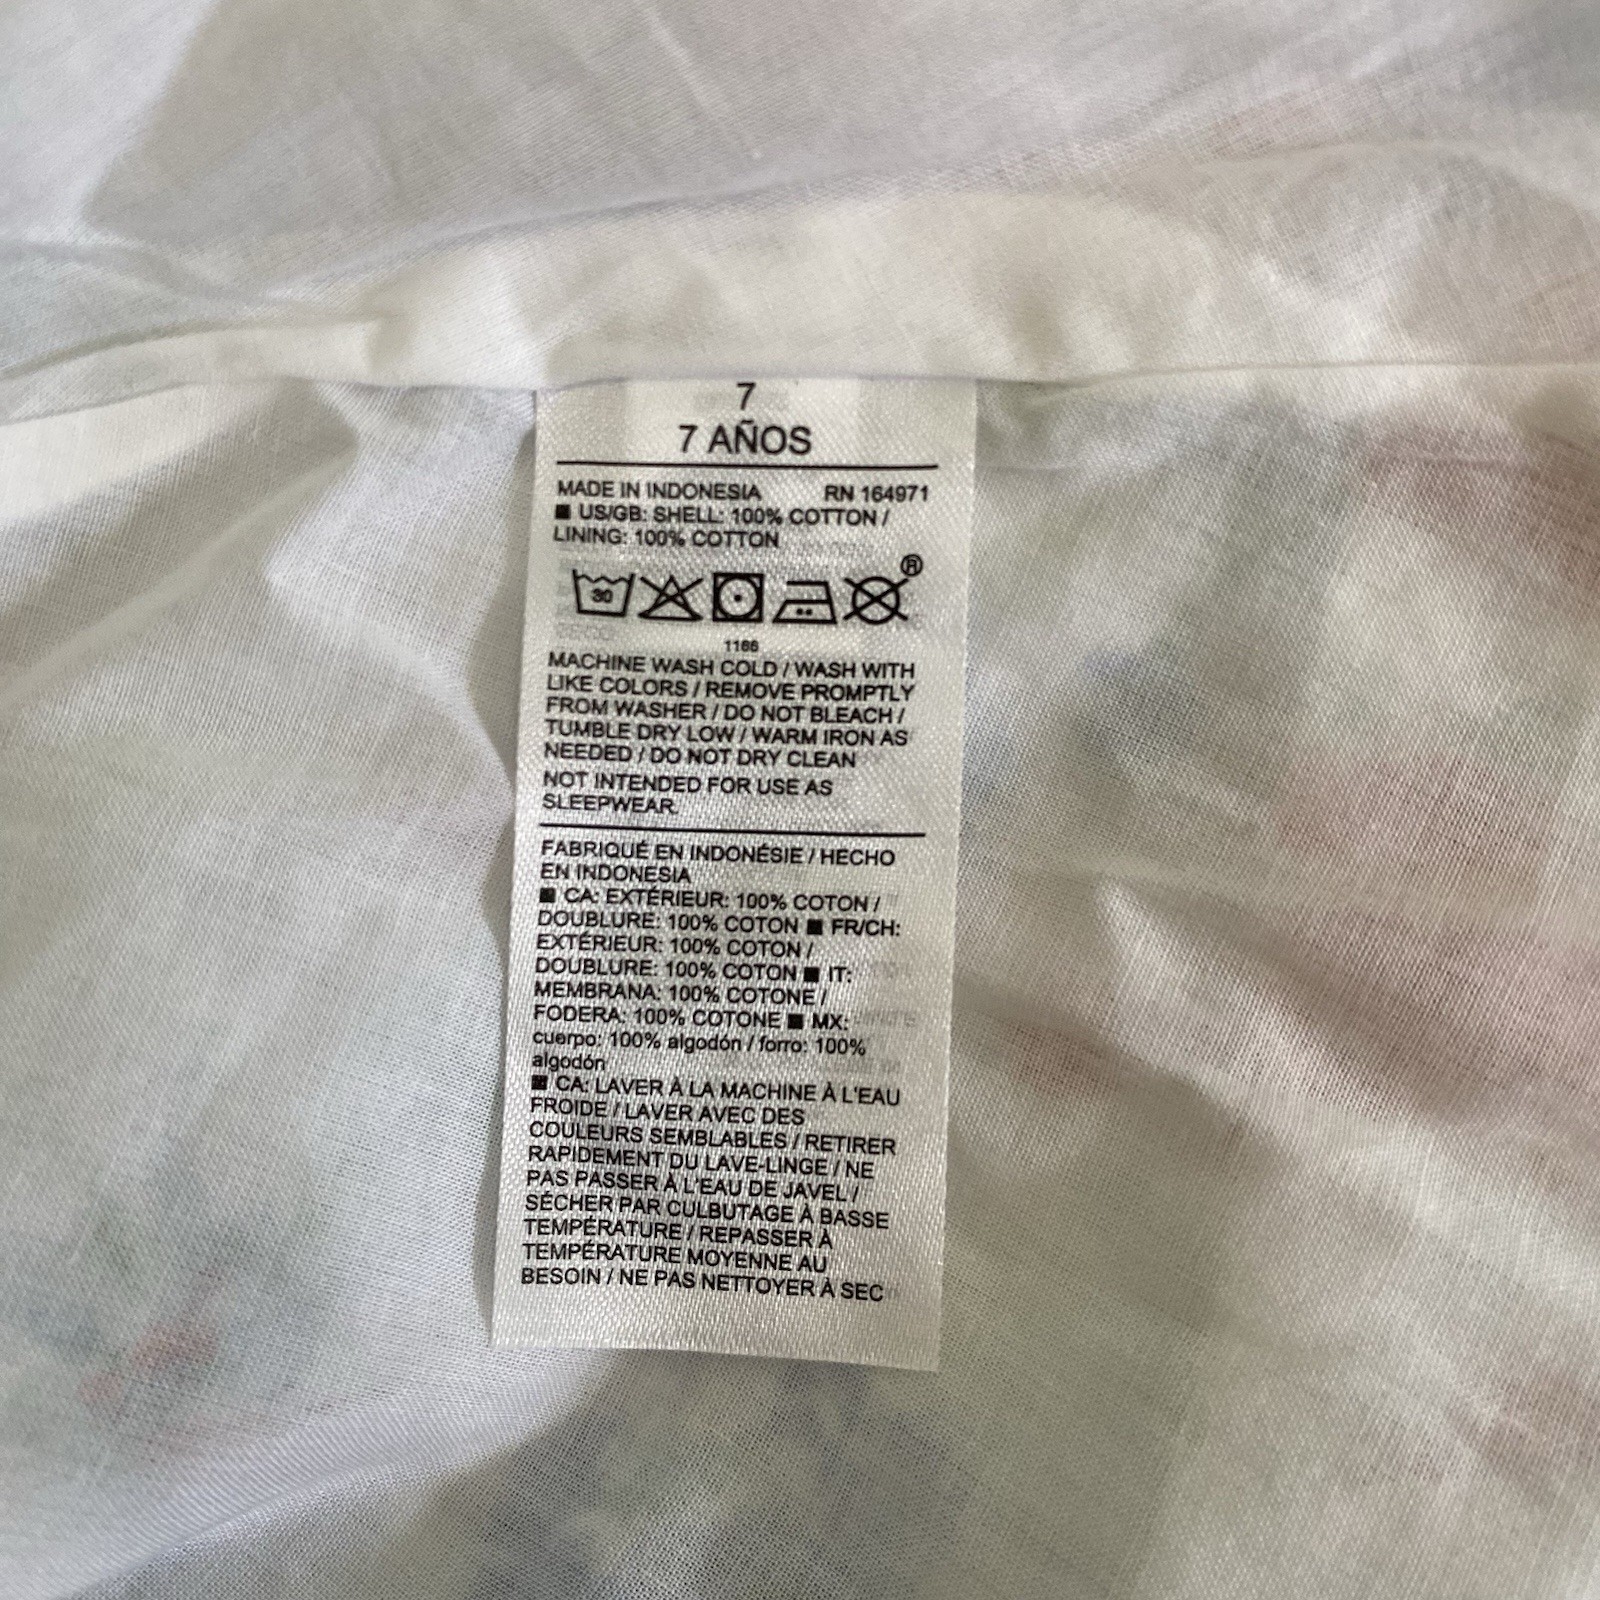 7
7 AÑOS
MADE IN INDONESIA RN 164971
■ US/GB: SHELL: 100% COTTON /
LINING: 100% COTTON
®
30
1166
MACHINE WASH COLD / WASH WITH
LIKE COLORS / REMOVE PROMPTLY
FROM WASHER / DO NOT BLEACH /
TUMBLE DRY LOW / WARM IRON AS
NEEDED / DO NOT DRY CLEAN
NOT INTENDED FOR USE AS
SLEEPWEAR.
FABRIQUÉ EN INDONÉSIE / HECHO
EN INDONESIA
■ CA: EXTÉRIEUR: 100% COTON /
DOUBLURE: 100% COTON ■ FR/CH:
EXTÉRIEUR: 100% COTON /
DOUBLURE: 100% COTON ■ IT:
MEMBRANA: 100% COTONE /
FODERA: 100% COTONE ■ MX:
cuerpo: 100% algodón / forro: 100%
algodón
■ CA: LAVER À LA MACHINE À L'EAU
FROIDE / LAVER AVEC DES
COULEURS SEMBLABLES / RETIRER
RAPIDEMENT DU LAVE-LINGE / NE
PAS PASSER À L'EAU DE JAVEL /
SÉCHER PAR CULBUTAGE À BASSE
TEMPÉRATURE / REPASSER À
TEMPÉRATURE MOYENNE AU
BESOIN / NE PAS NETTOYER À SEC